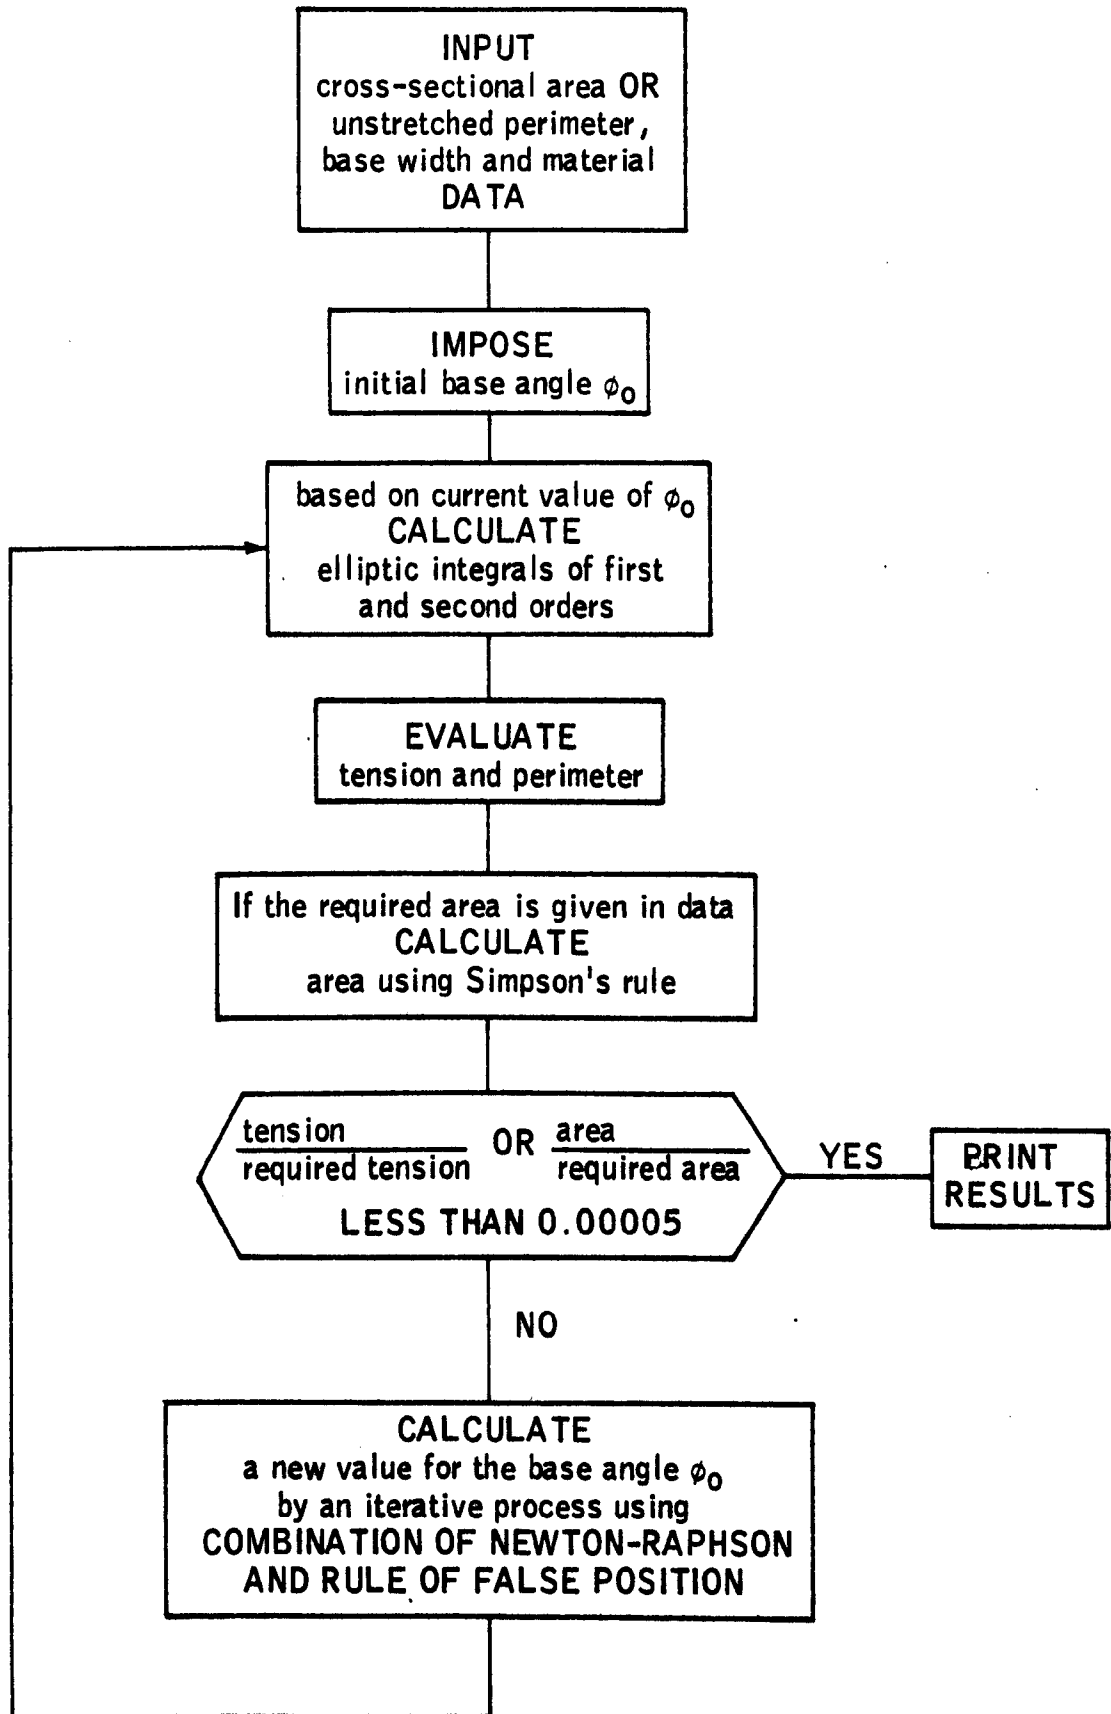 INPUT
cross-sectional area OR
unstretched perimeter,
base width and material
DATA
IMPOSE
initial base angle ϕ₀
based on current value of ϕ₀
CALCULATE
elliptic integrals of first
and second orders
EVALUATE
tension and perimeter
If the required area is given in data
CALCULATE
area using Simpson's rule
tension
required tension
OR
area
required area
LESS THAN 0.00005
YES
PRINT
RESULTS
NO
CALCULATE
a new value for the base angle ϕ₀
by an iterative process using
COMBINATION OF NEWTON-RAPHSON
AND RULE OF FALSE POSITION